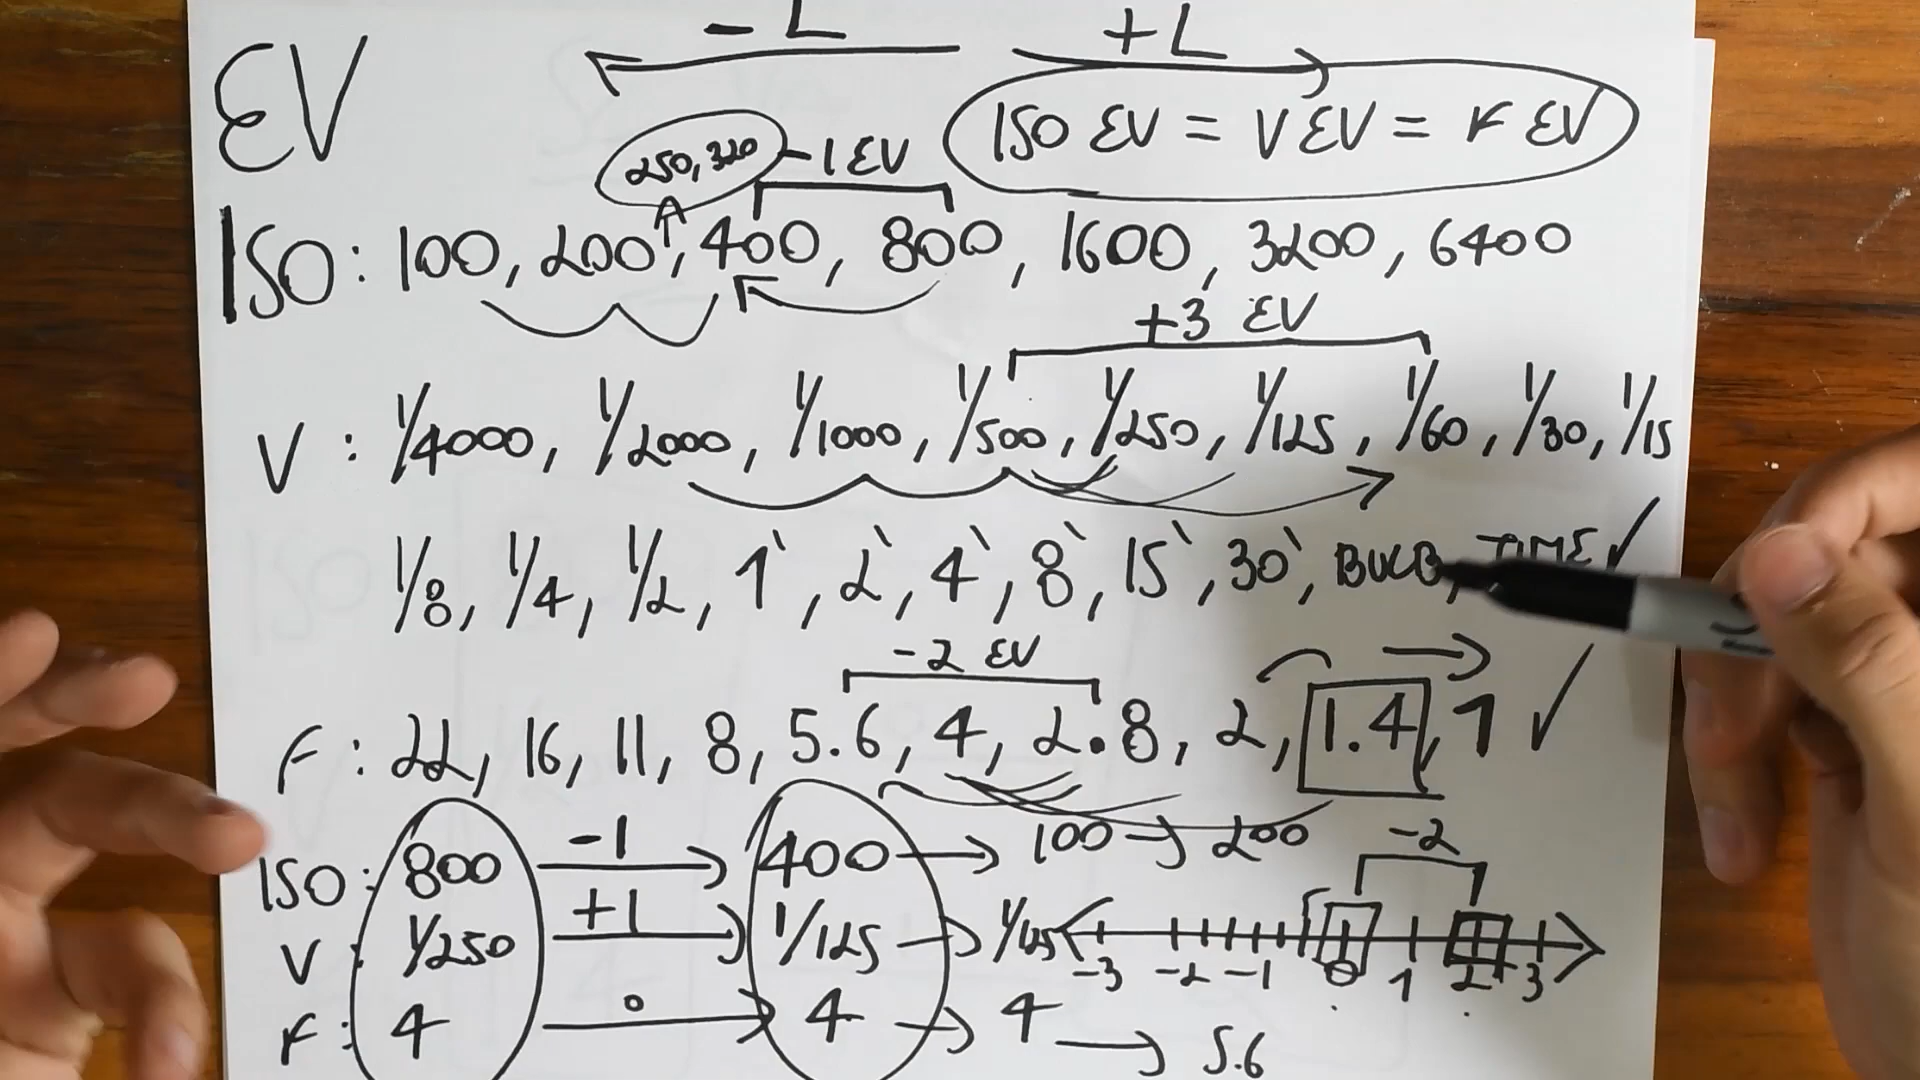 - L +L
EV
ISO EV = V EV = F EV
250, 320 -1 EV
ISO: 100, 200, 400, 800, 1600, 3200, 6400
+3 EV
V: 1/4000, 1/2000, 1/1000, 1/500, 1/250, 1/125, 1/60, 1/30, 1/15
1/8, 1/4, 1/2, 1`, 2`, 4`, 8`, 15`, 30`, BULB, TIME ✓
-2 EV
F: 22, 16, 11, 8, 5.6, 4, 2.8, 2, 1.4, 1 ✓
ISO: 800 -1 → 400 → 100 → 200 -2
V: 1/250 +1 → 1/125 → 1/125
-3 -2 -1 0 1 2 3
F: 4 0 → 4 → 4 → 5.6